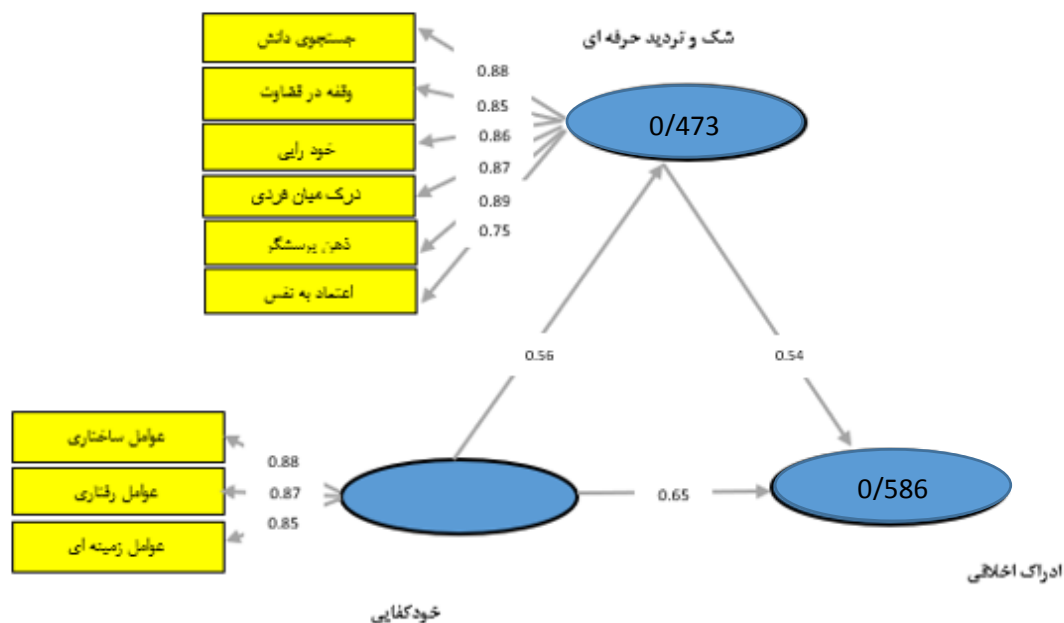 شک و تردید حرفه ای
0/473
جستجوی دانش
وقفه در قضاوت
خود رایی
درک میان فردی
ذهن پرسشگر
اعتماد به نفس
0.88
0.85
0.86
0.87
0.89
0.75
0.56
0.54
عوامل ساختاری
عوامل رفتاری
عوامل زمینه ای
0.88
0.87
0.85
0.65
0/586
ادراک اخلاقی
خودکفایی